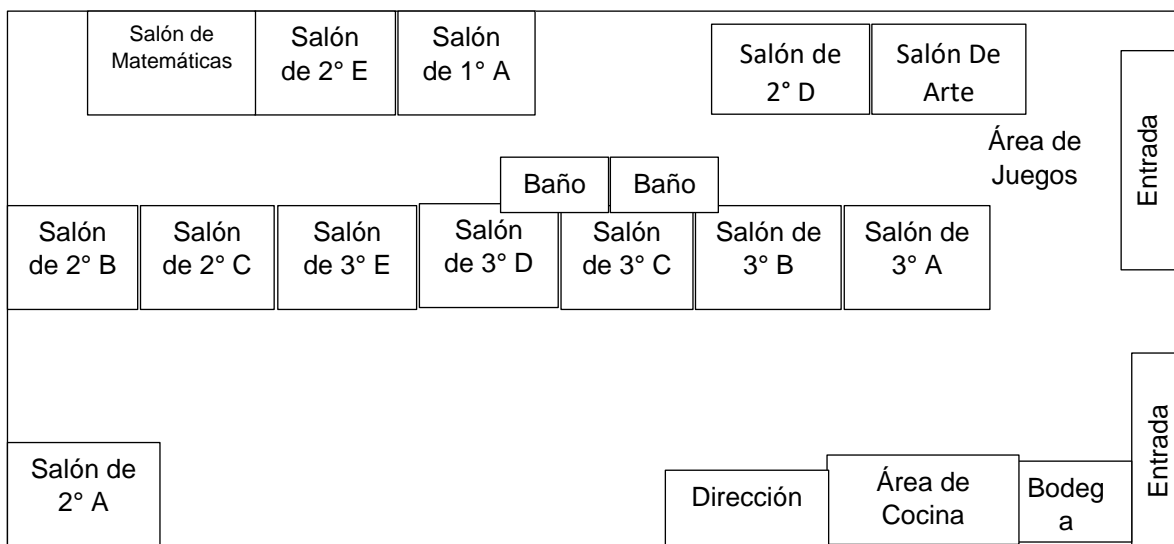 Salón de
Matemáticas
Salón
de 2° E
Salón
de 1° A
Salón de
2° D
Salón De
Arte
Área de
Juegos
Entrada
Baño
Baño
Salón
de 2° B
Salón
de 2° C
Salón
de 3° E
Salón
de 3° D
Salón
de 3° C
Salón de
3° B
Salón de
3° A
Entrada
Salón de
2° A
Dirección
Área de
Cocina
Bodeg
a